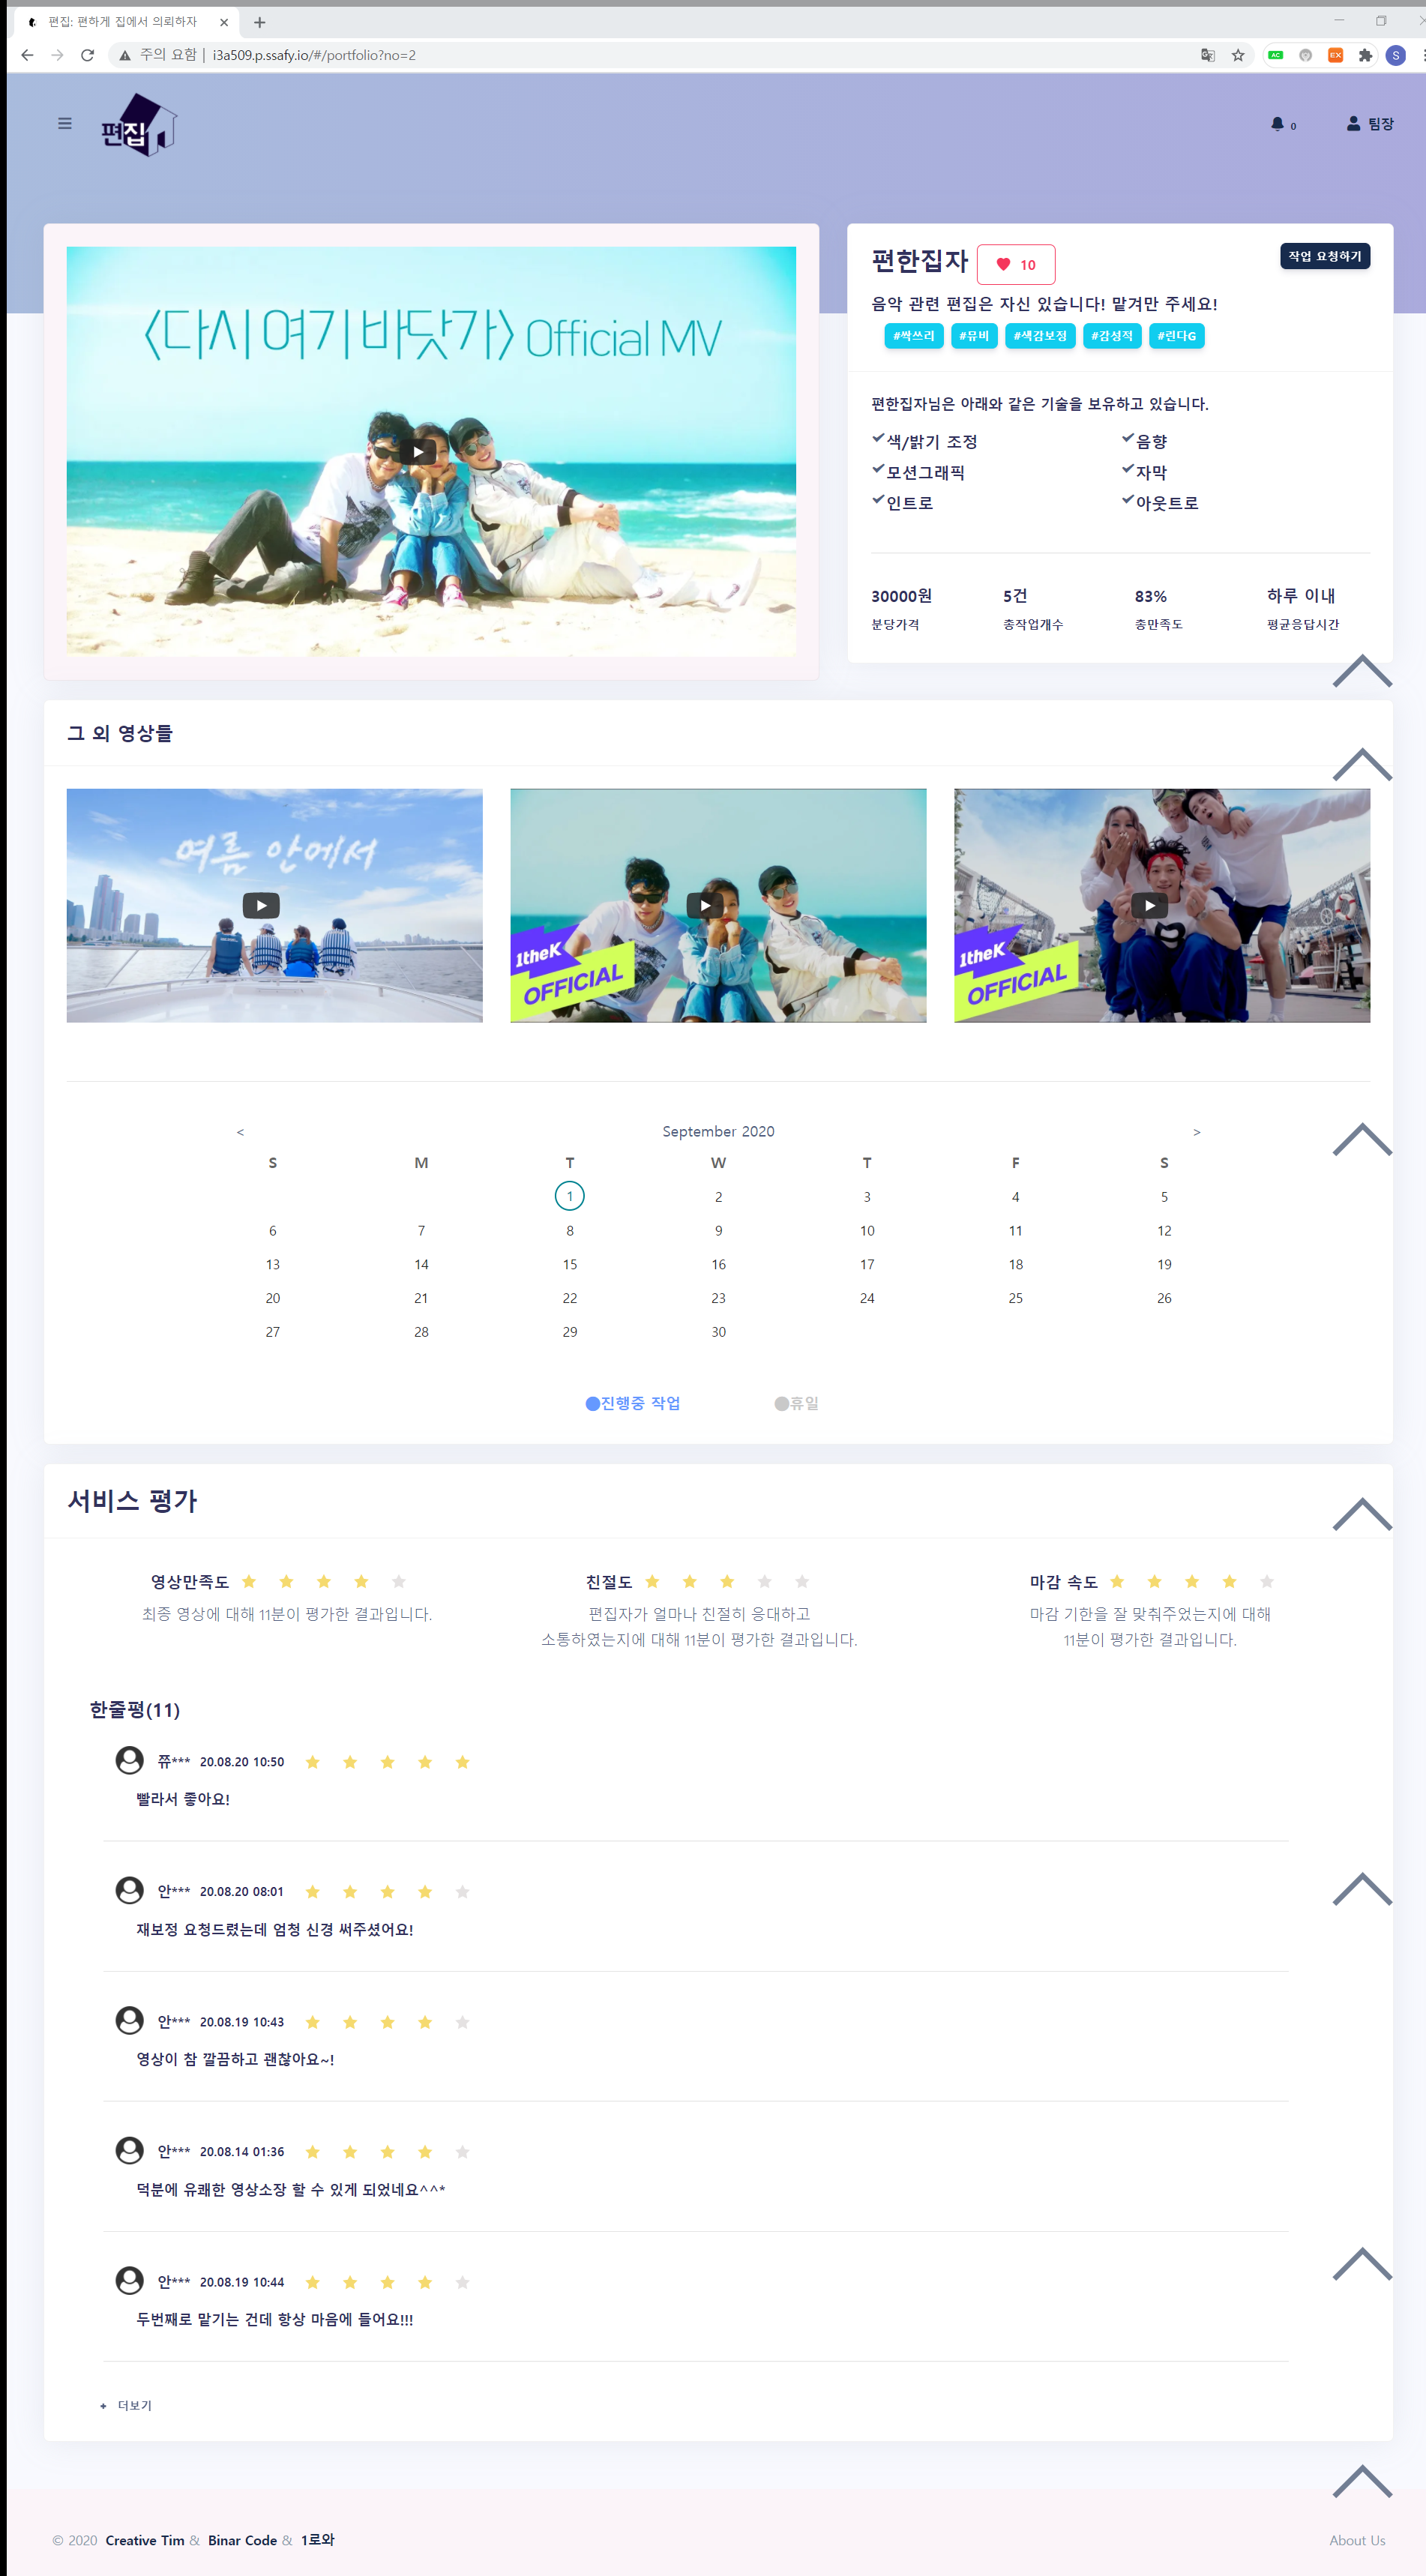 편집: 편하게 집에서 의뢰하자
주의 요함 | i3a509.p.ssafy.io/#/portfolio?no=2
AC
EX
S
편집
0
팀장
<다시 여기 바닷가> Official MV
편한집자
10
작업 요청하기
음악 관련 편집은 자신 있습니다! 맡겨만 주세요!
#싹쓰리 #뮤비 #색감보정 #감성적 #린다G
편한집자님은 아래와 같은 기술을 보유하고 있습니다.
색/밝기 조정 음향
모션그래픽 자막
인트로 아웃트로
30000원 5건 83% 하루 이내
분당가격 총작업개수 총만족도 평균응답시간
그 외 영상들
여름 안에서
1theK
OFFICIAL
1theK
OFFICIAL
< September 2020 >
S M T W T F S
1 2 3 4 5
6 7 8 9 10 11 12
13 14 15 16 17 18 19
20 21 22 23 24 25 26
27 28 29 30
진행중 작업 휴일
서비스 평가
영상만족도
최종 영상에 대해 11분이 평가한 결과입니다.
친절도
편집자가 얼마나 친절히 응대하고
소통하였는지에 대해 11분이 평가한 결과입니다.
마감 속도
마감 기한을 잘 맞춰주었는지에 대해
11분이 평가한 결과입니다.
한줄평(11)
쮸*** 20.08.20 10:50
빨라서 좋아요!
안*** 20.08.20 08:01
재보정 요청드렸는데 엄청 신경 써주셨어요!
안*** 20.08.19 10:43
영상이 참 깔끔하고 괜찮아요~!
안*** 20.08.14 01:36
덕분에 유쾌한 영상소장 할 수 있게 되었네요^^*
안*** 20.08.19 10:44
두번째로 맡기는 건데 항상 마음에 들어요!!!
+ 더보기
© 2020 Creative Tim & Binar Code & 1로와
About Us